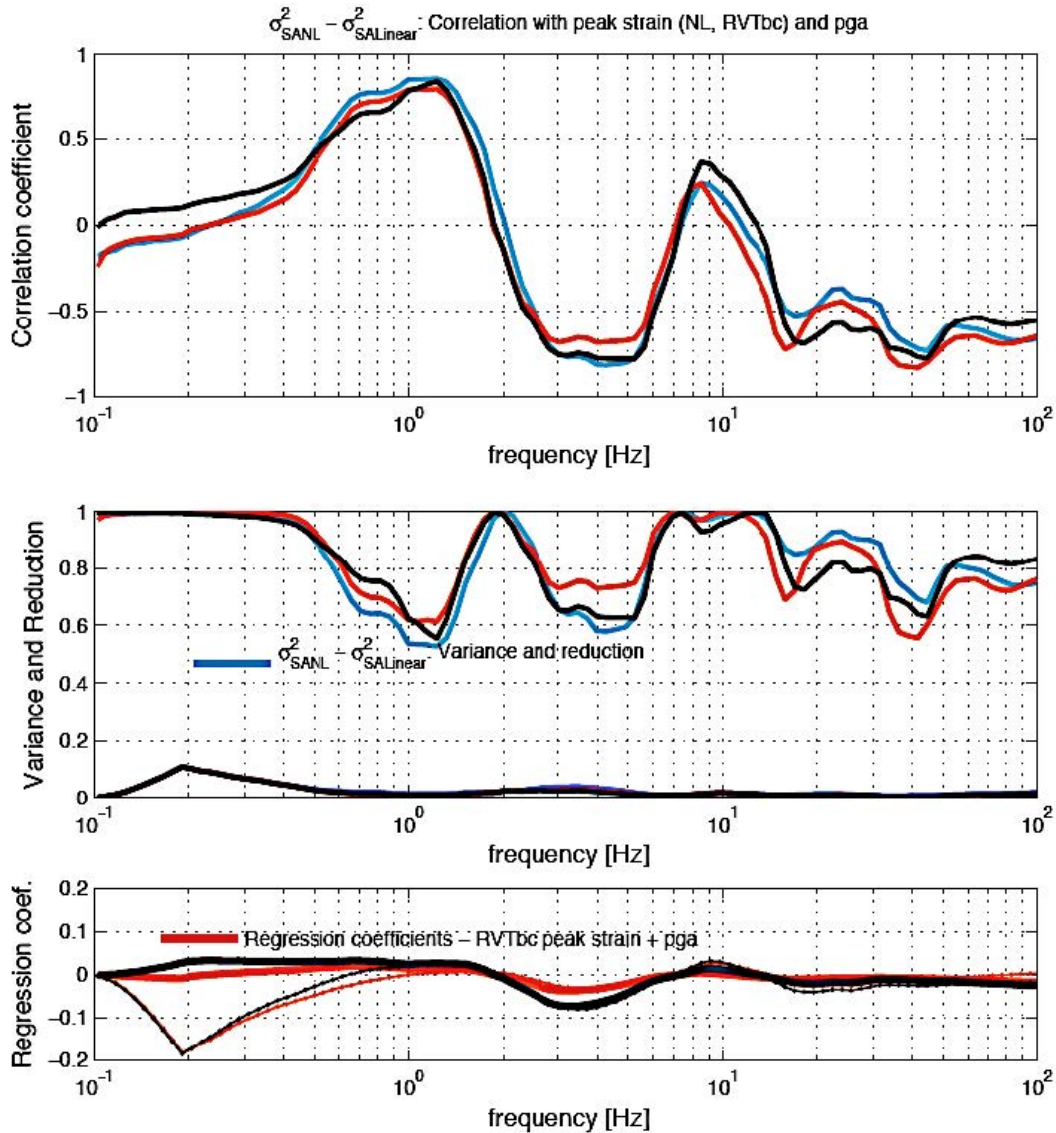 σ²SANL − σ²SALinear: Correlation with peak strain (NL, RVTbc) and pga
1
0.5
0
−0.5
−1
Correlation coefficient
10⁻¹ 10⁰ 10¹ 10²
frequency [Hz]
1
0.8
0.6
0.4
0.2
0
Variance and Reduction
σ²SANL − σ²SALinear: Variance and reduction
10⁻¹ 10⁰ 10¹ 10²
frequency [Hz]
0.2
0.1
0
−0.1
−0.2
Regression coef.
Regression coefficients − RVTbc peak strain + pga
10⁻¹ 10⁰ 10¹ 10²
frequency [Hz]